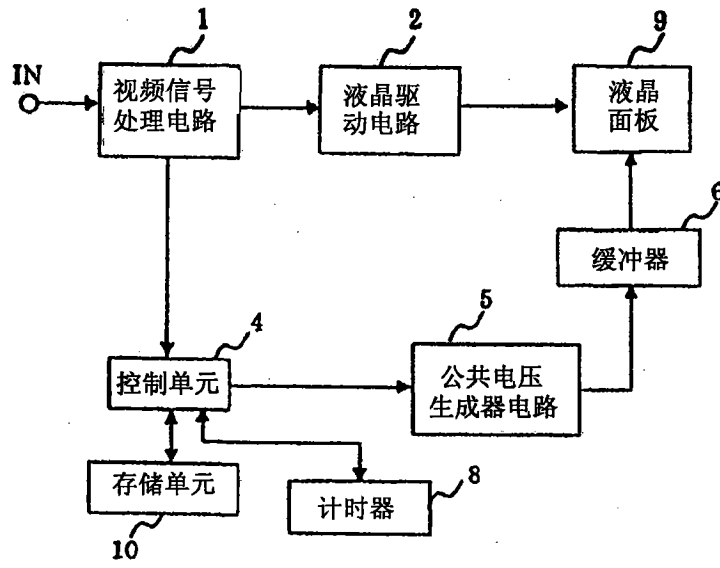 1
2
9
IN
视频信号
处理电路
液晶驱
动电路
液晶
面板
6
缓冲器
4
5
控制单元
公共电压
生成器电路
存储单元
10
计时器
8